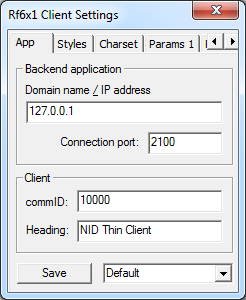 Rf6x1 Client Settings
App Styles Charset Params 1
Backend application
Domain name / IP address
127.0.0.1
Connection port: 2100
Client
commID: 10000
Heading: NID Thin Client
Save Default